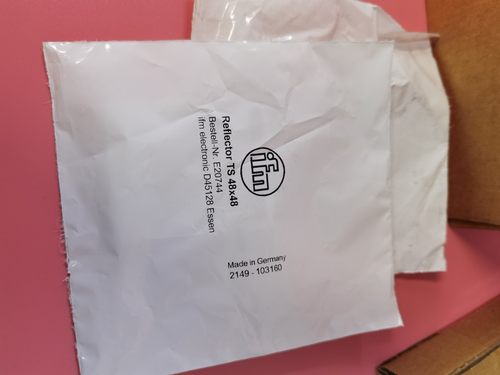 ifm
Reflector TS 48x48
Bestell-Nr. E20744
ifm electronic D45128 Essen
Made in Germany
2149 - 103160